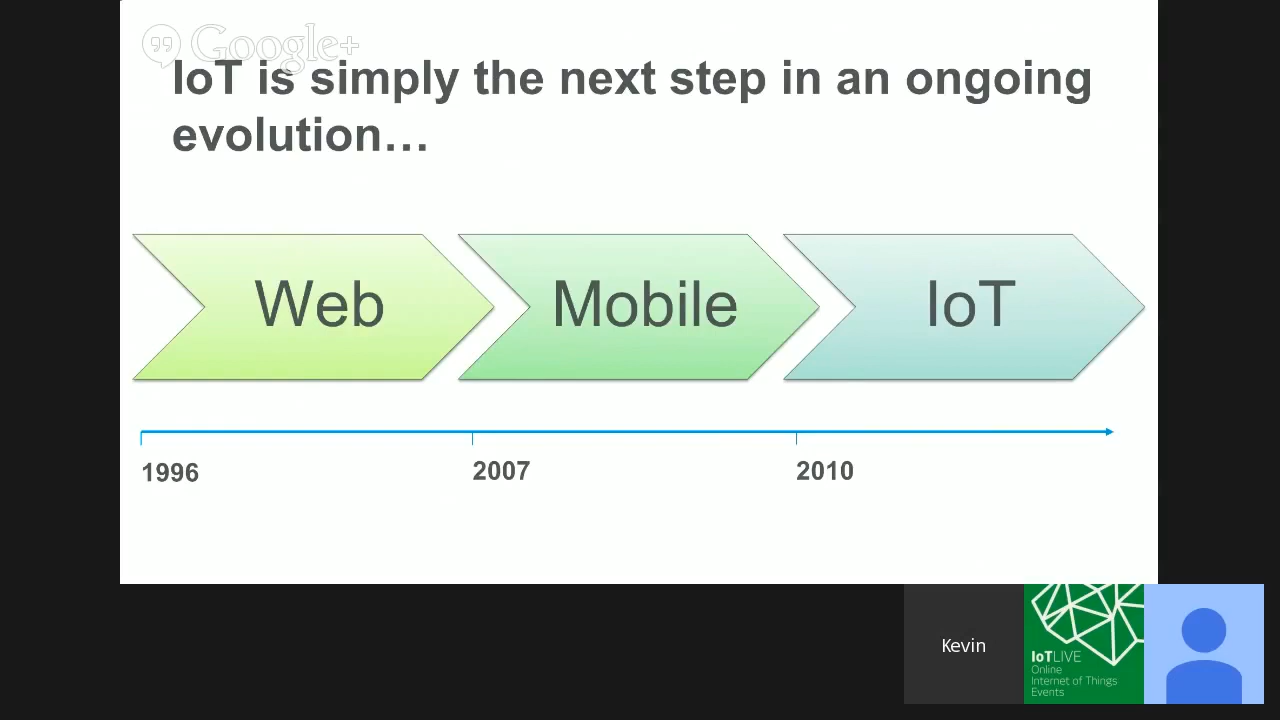 Google+
IoT is simply the next step in an ongoing
evolution…
Web
Mobile
IoT
1996
2007
2010
Kevin
IoTLIVE
Online
Internet of Things
Events